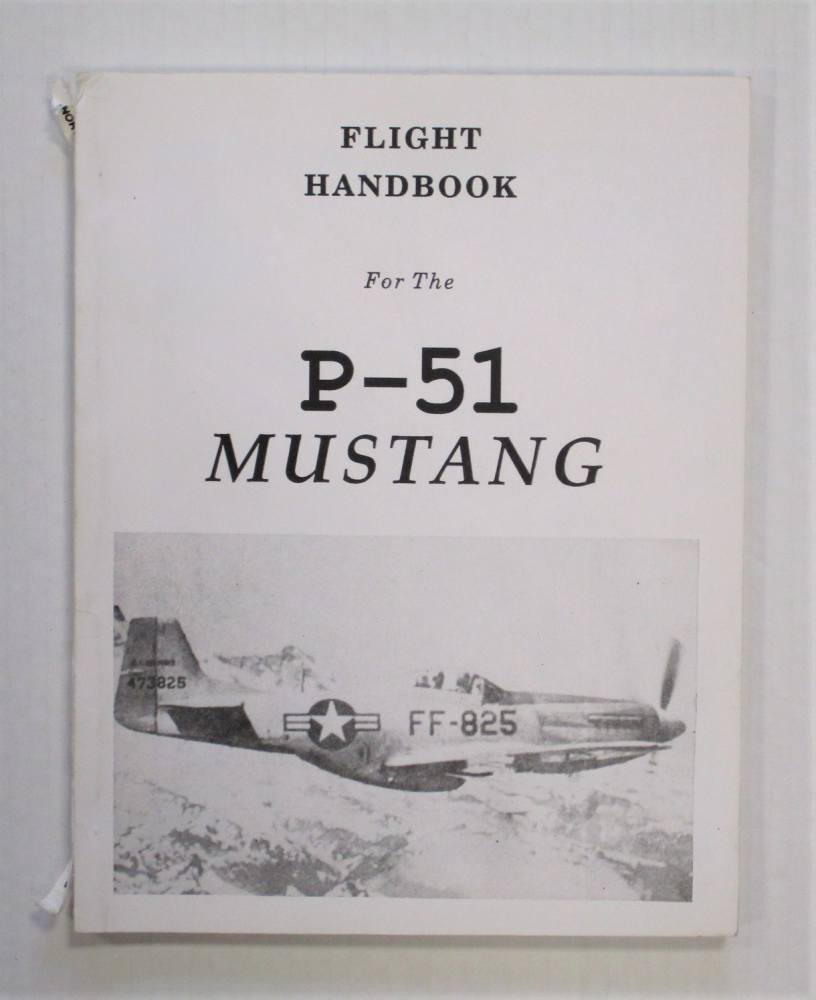 FLIGHT
HANDBOOK
For The
P-51
MUSTANG
473825
FF-825